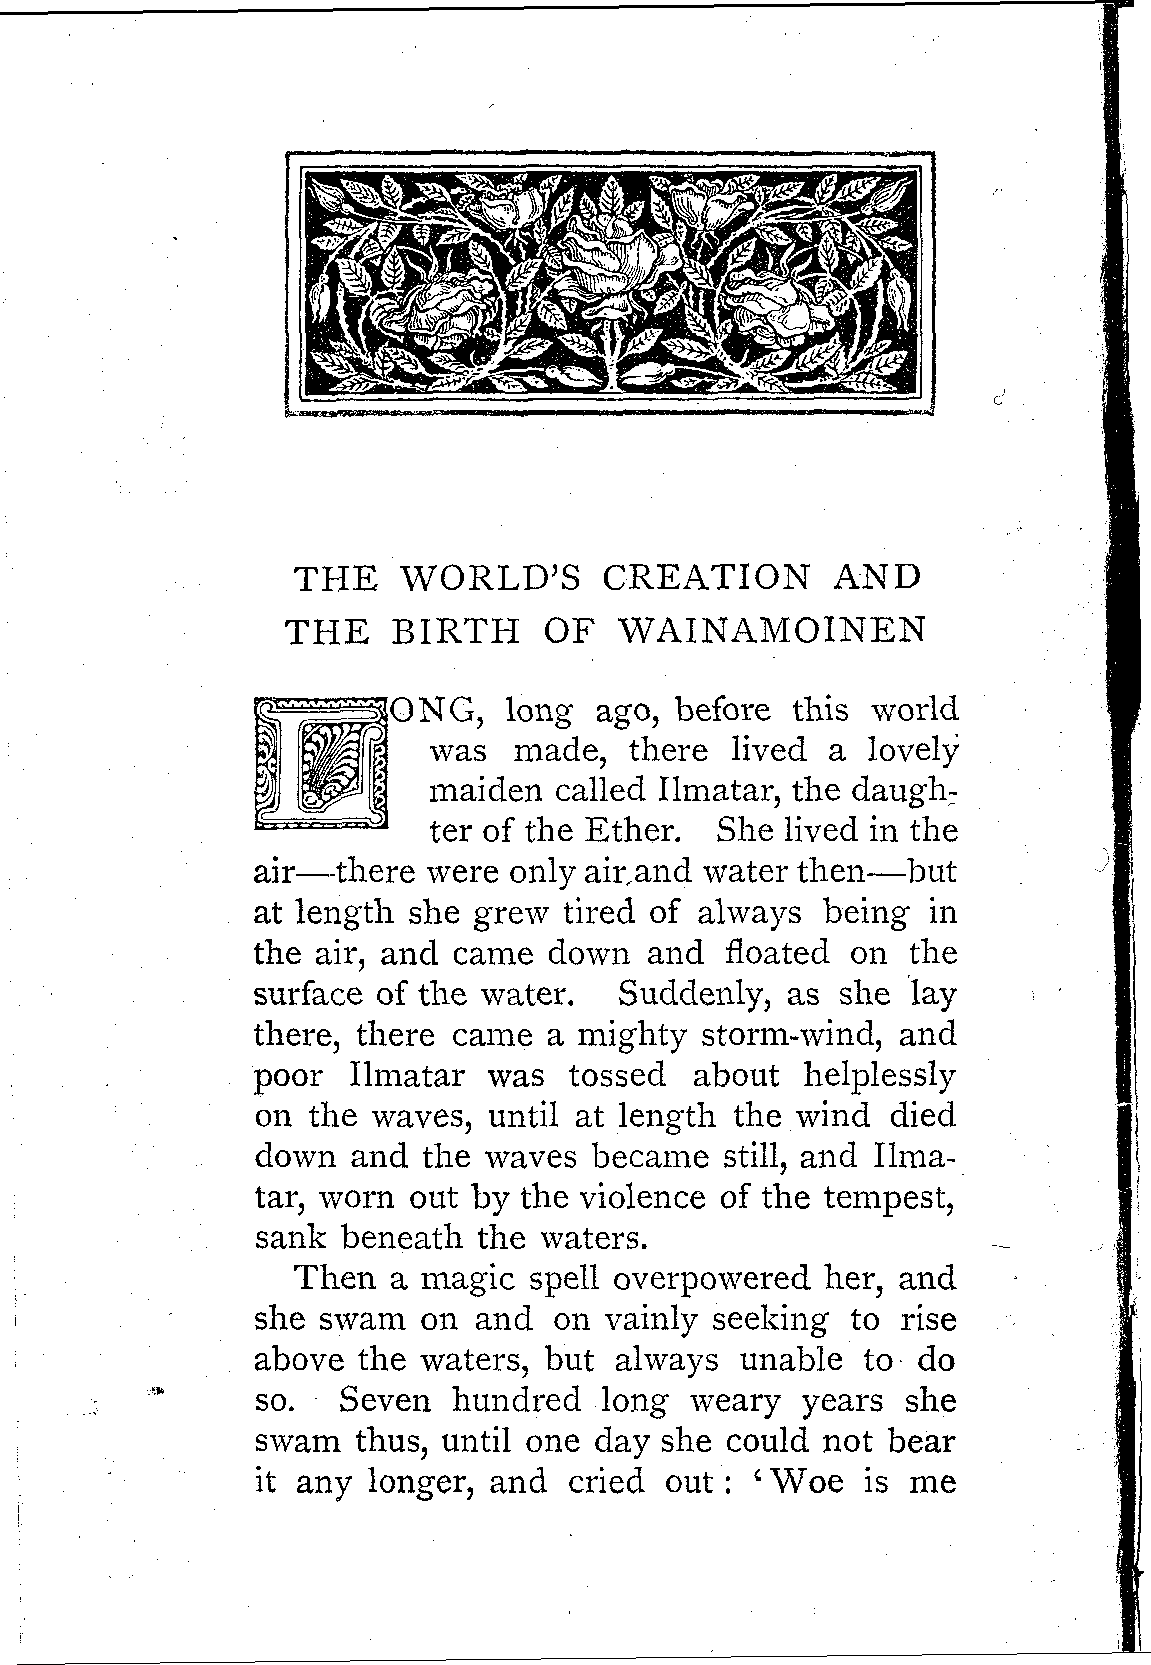 THE WORLD'S CREATION AND
THE BIRTH OF WAINAMOINEN
LONG, long ago, before this world
was made, there lived a lovely
maiden called Ilmatar, the daugh-
ter of the Ether. She lived in the
air—there were only air and water then—but
at length she grew tired of always being in
the air, and came down and floated on the
surface of the water. Suddenly, as she lay
there, there came a mighty storm-wind, and
poor Ilmatar was tossed about helplessly
on the waves, until at length the wind died
down and the waves became still, and Ilma-
tar, worn out by the violence of the tempest,
sank beneath the waters.
Then a magic spell overpowered her, and
she swam on and on vainly seeking to rise
above the waters, but always unable to do
so. Seven hundred long weary years she
swam thus, until one day she could not bear
it any longer, and cried out: ‘Woe is me